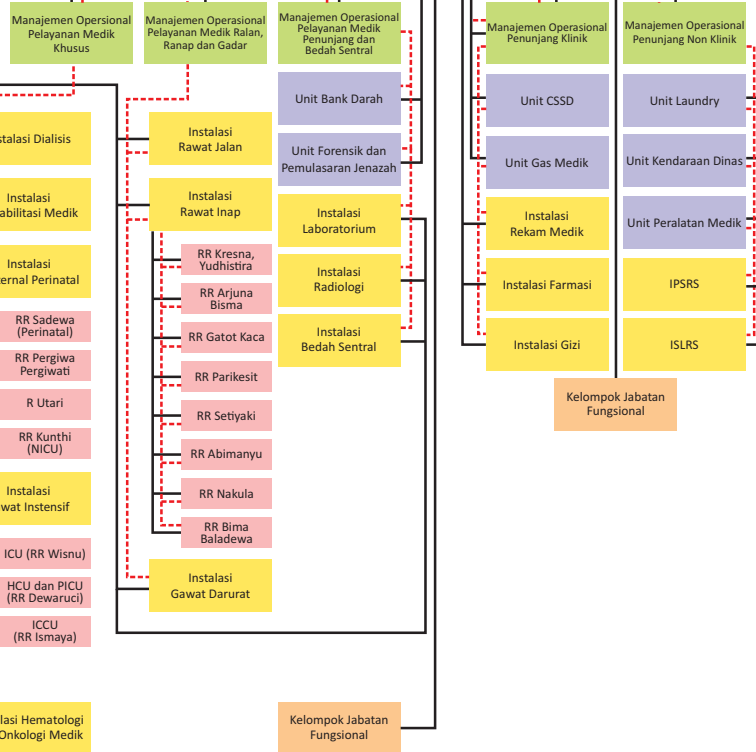 Manajemen Opersional
Pelayanan Medik
Khusus
Manajemen Operasional
Pelayanan Medik Ralan,
Ranap dan Gadar
Manajemen Operasional
Pelayanan Medik
Penunjang dan
Bedah Sentral
Manajemen Operasional
Penunjang Klinik
Manajemen Operasional
Penunjang Non Klinik
Dialisis
Instalasi
Medik
Instalasi
Perinatal
RR Sadewa
(Perinatal)
RR Pergiwa
Pergiwati
R Utari
RR Kunthi
(NICU)
Instalasi
Instensif
ICU (RR Wisnu)
HCU dan PICU
(RR Dewaruci)
ICCU
(RR Ismaya)
Hematologi
Onkologi Medik
Instalasi
Rawat Jalan
Instalasi
Rawat Inap
RR Kresna,
Yudhistira
RR Arjuna
Bisma
RR Gatot Kaca
RR Parikesit
RR Setiyaki
RR Abimanyu
RR Nakula
RR Bima
Baladewa
Instalasi
Gawat Darurat
Unit Bank Darah
Unit Forensik dan
Pemulasaran Jenazah
Instalasi
Laboratorium
Instalasi
Radiologi
Instalasi
Bedah Sentral
Kelompok Jabatan
Fungsional
Unit CSSD
Unit Gas Medik
Instalasi
Rekam Medik
Instalasi Farmasi
Instalasi Gizi
Unit Laundry
Unit Kendaraan Dinas
Unit Peralatan Medik
IPSRS
ISLRS
Kelompok Jabatan
Fungsional